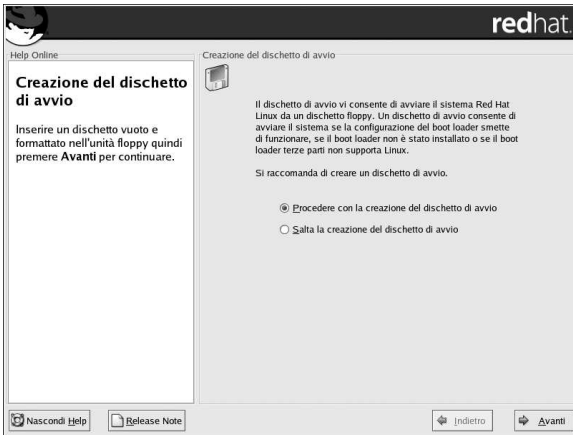 redhat.
Help Online
Creazione del dischetto
di avvio
Inserire un dischetto vuoto e
formattato nell'unità floppy quindi
premere Avanti per continuare.
Creazione del dischetto di avvio
Il dischetto di avvio vi consente di avviare il sistema Red Hat
Linux da un dischetto floppy. Un dischetto di avvio consente di
avviare il sistema se la configurazione del boot loader smette
di funzionare, se il boot loader non è stato installato o se il boot
loader terze parti non supporta Linux.
Si raccomanda di creare un dischetto di avvio.
Procedere con la creazione del dischetto di avvio
Salta la creazione del dischetto di avvio
Nascondi Help
Release Note
Indietro
Avanti